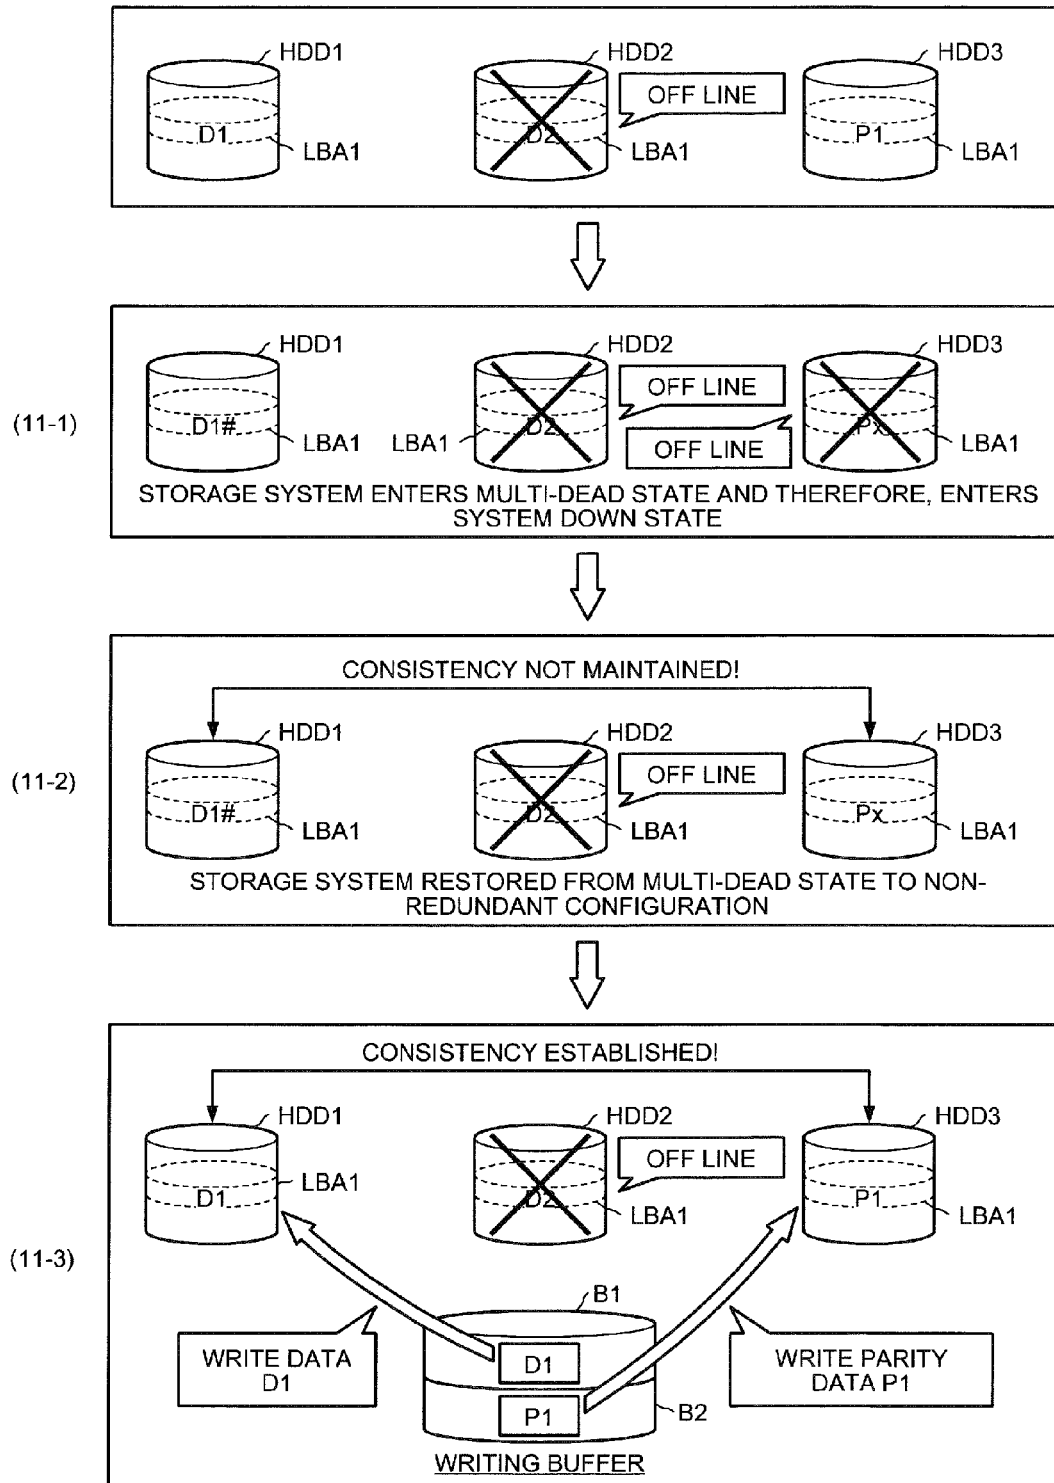 HDD1
HDD2
HDD3
OFF LINE
D1
D2
P1
LBA1
LBA1
LBA1
(11-1)
HDD1
HDD2
HDD3
OFF LINE
D1#
D2
Px
LBA1
LBA1
OFF LINE
LBA1
STORAGE SYSTEM ENTERS MULTI-DEAD STATE AND THEREFORE, ENTERS
SYSTEM DOWN STATE
(11-2)
CONSISTENCY NOT MAINTAINED!
HDD1
HDD2
HDD3
OFF LINE
D1#
D2
Px
LBA1
LBA1
LBA1
STORAGE SYSTEM RESTORED FROM MULTI-DEAD STATE TO NON-
REDUNDANT CONFIGURATION
(11-3)
CONSISTENCY ESTABLISHED!
HDD1
HDD2
HDD3
OFF LINE
D1
LBA1
D2
LBA1
P1
LBA1
B1
WRITE DATA
D1
D1
P1
B2
WRITE PARITY
DATA P1
WRITING BUFFER